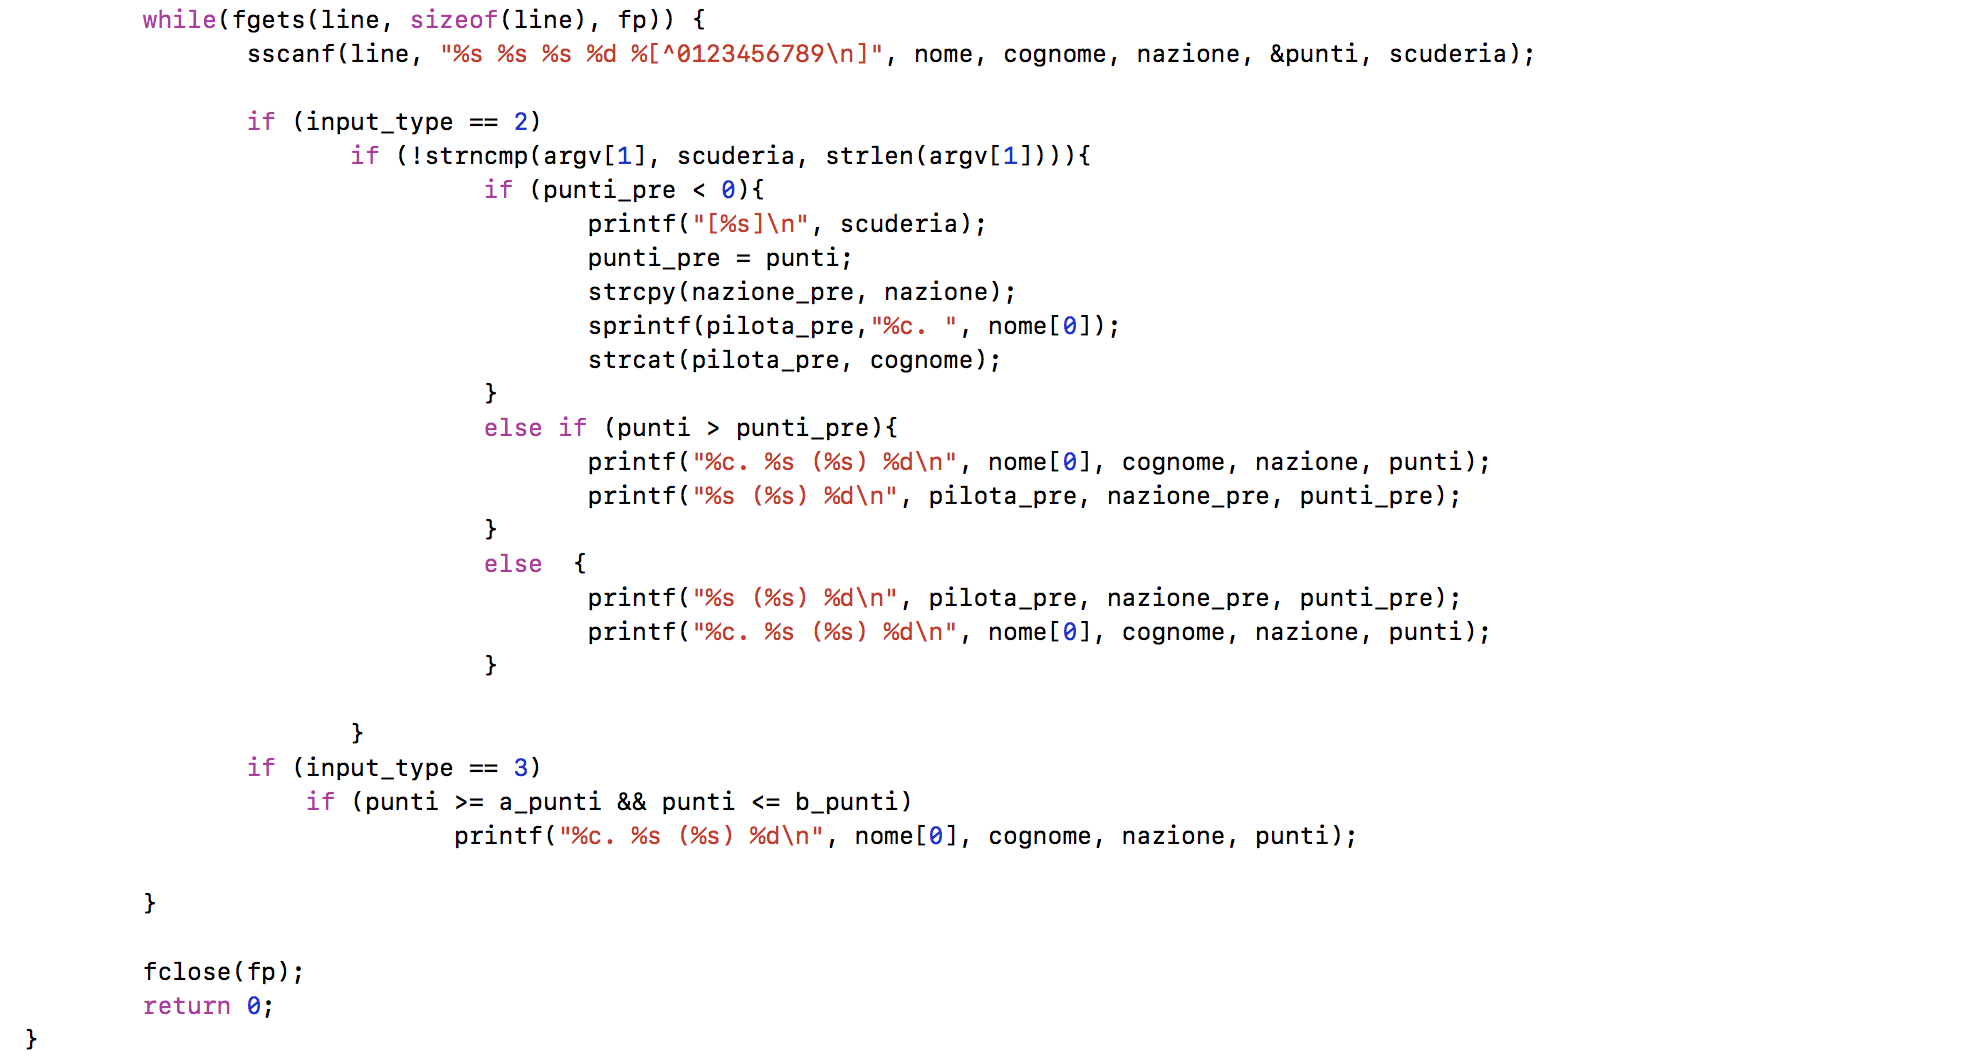 while(fgets(line, sizeof(line), fp)) {
sscanf(line, "%s %s %s %d %[^0123456789\n]", nome, cognome, nazione, &punti, scuderia);
if (input_type == 2)
if (!strncmp(argv[1], scuderia, strlen(argv[1]))){
if (punti_pre < 0){
printf("[%s]\n", scuderia);
punti_pre = punti;
strcpy(nazione_pre, nazione);
sprintf(pilota_pre,"%c. ", nome[0]);
strcat(pilota_pre, cognome);
}
else if (punti > punti_pre){
printf("%c. %s (%s) %d\n", nome[0], cognome, nazione, punti);
printf("%s (%s) %d\n", pilota_pre, nazione_pre, punti_pre);
}
else  {
printf("%s (%s) %d\n", pilota_pre, nazione_pre, punti_pre);
printf("%c. %s (%s) %d\n", nome[0], cognome, nazione, punti);
}
}
if (input_type == 3)
if (punti >= a_punti && punti <= b_punti)
printf("%c. %s (%s) %d\n", nome[0], cognome, nazione, punti);
}
fclose(fp);
return 0;
}